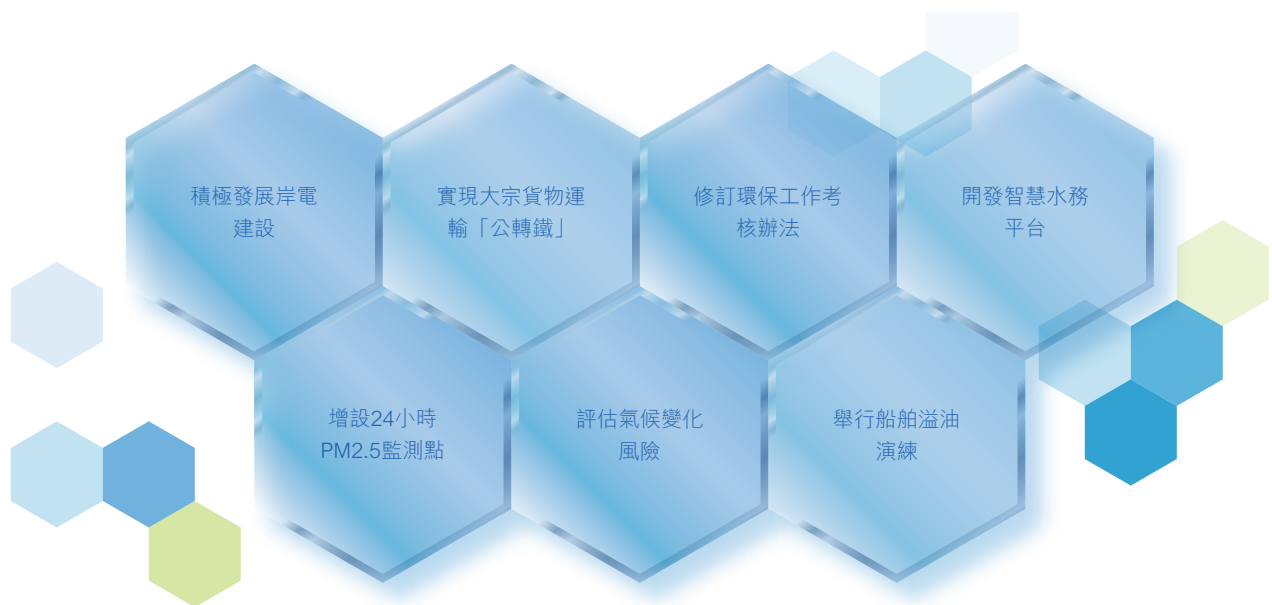 積極發展岸電
建設
實現大宗貨物運
輸「公轉鐵」
修訂環保工作考
核辦法
開發智慧水務
平台
增設24小時
PM2.5監測點
評估氣候變化
風險
舉行船舶溢油
演練